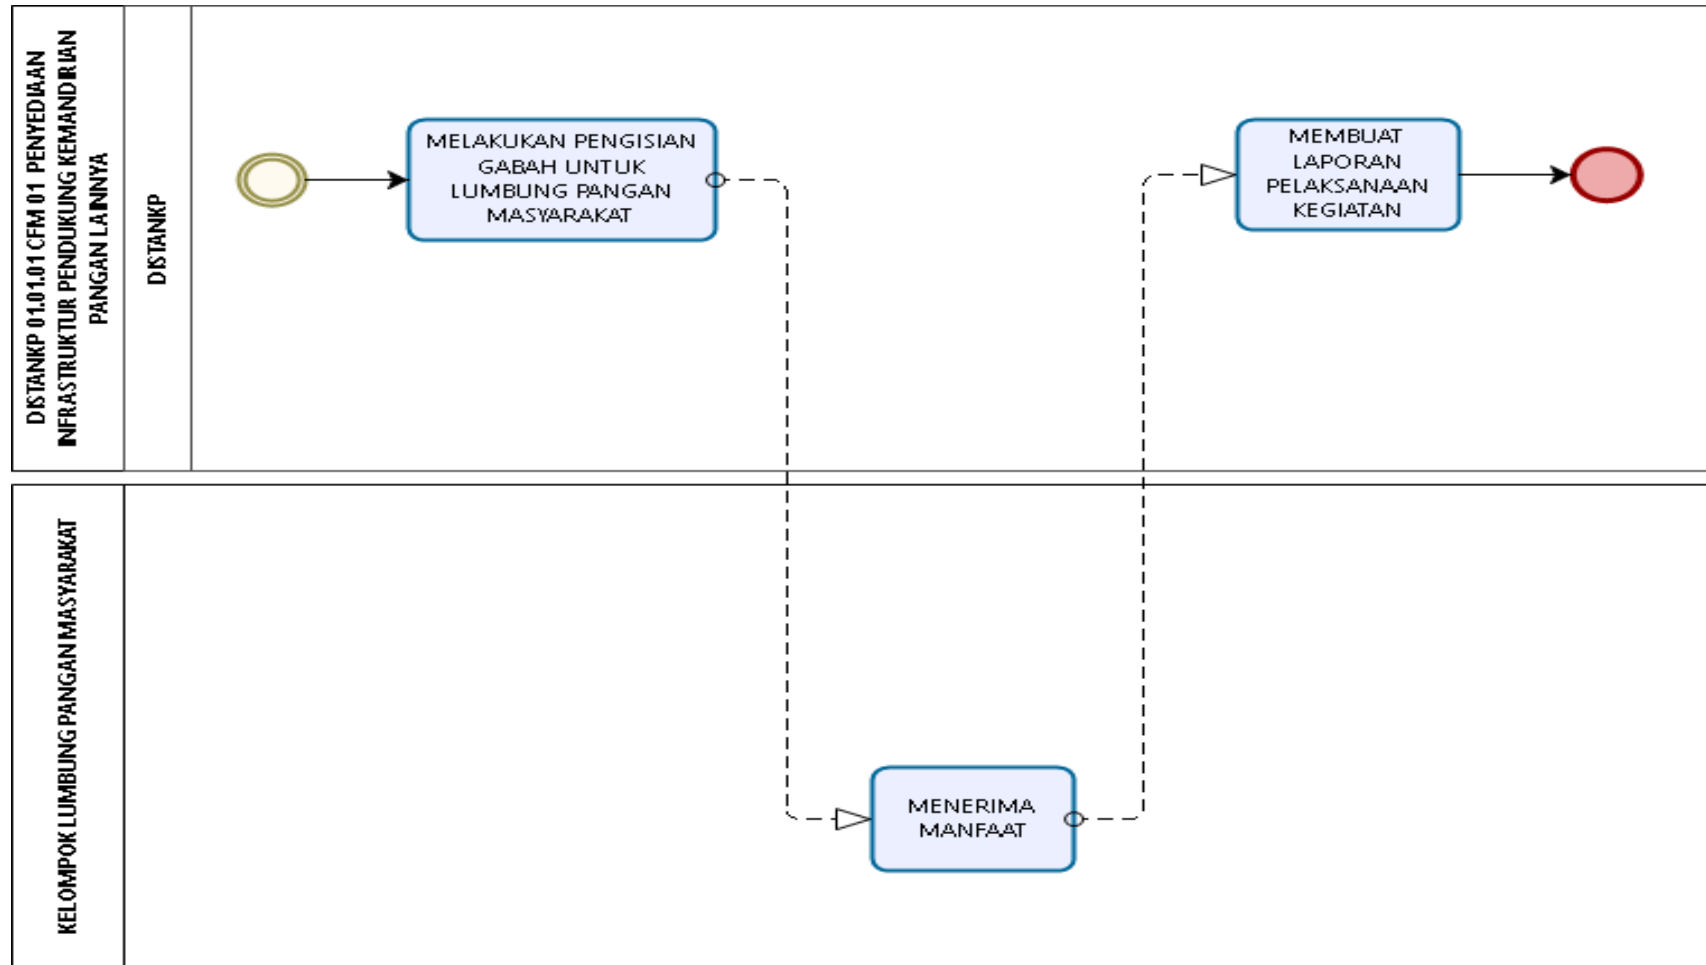 DISTANKP 01.01.01 CFM 01 PENYEDIAAN
INFRASTRUKTUR PENDUKUNG KEMANDIRIAN
PANGAN LAINNYA
DISTANKP
MELAKUKAN PENGISIAN
GABAH UNTUK
LUMBUNG PANGAN
MASYARAKAT
MEMBUAT
LAPORAN
PELAKSANAAN
KEGIATAN
KELOMPOK LUMBUNG PANGAN MASYARAKAT
MENERIMA
MANFAAT